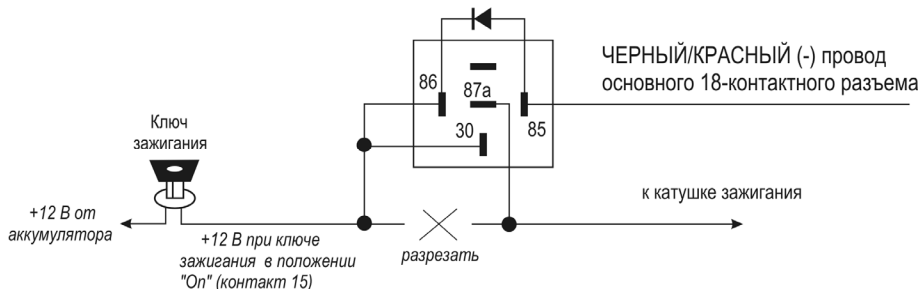 ЧЕРНЫЙ/КРАСНЫЙ (-) провод
основного 18-контактного разъема
86
87a
30
85
Ключ
зажигания
к катушке зажигания
+12 В от
аккумулятора
+12 В при ключе
зажигания в положении
"On" (контакт 15)
разрезать